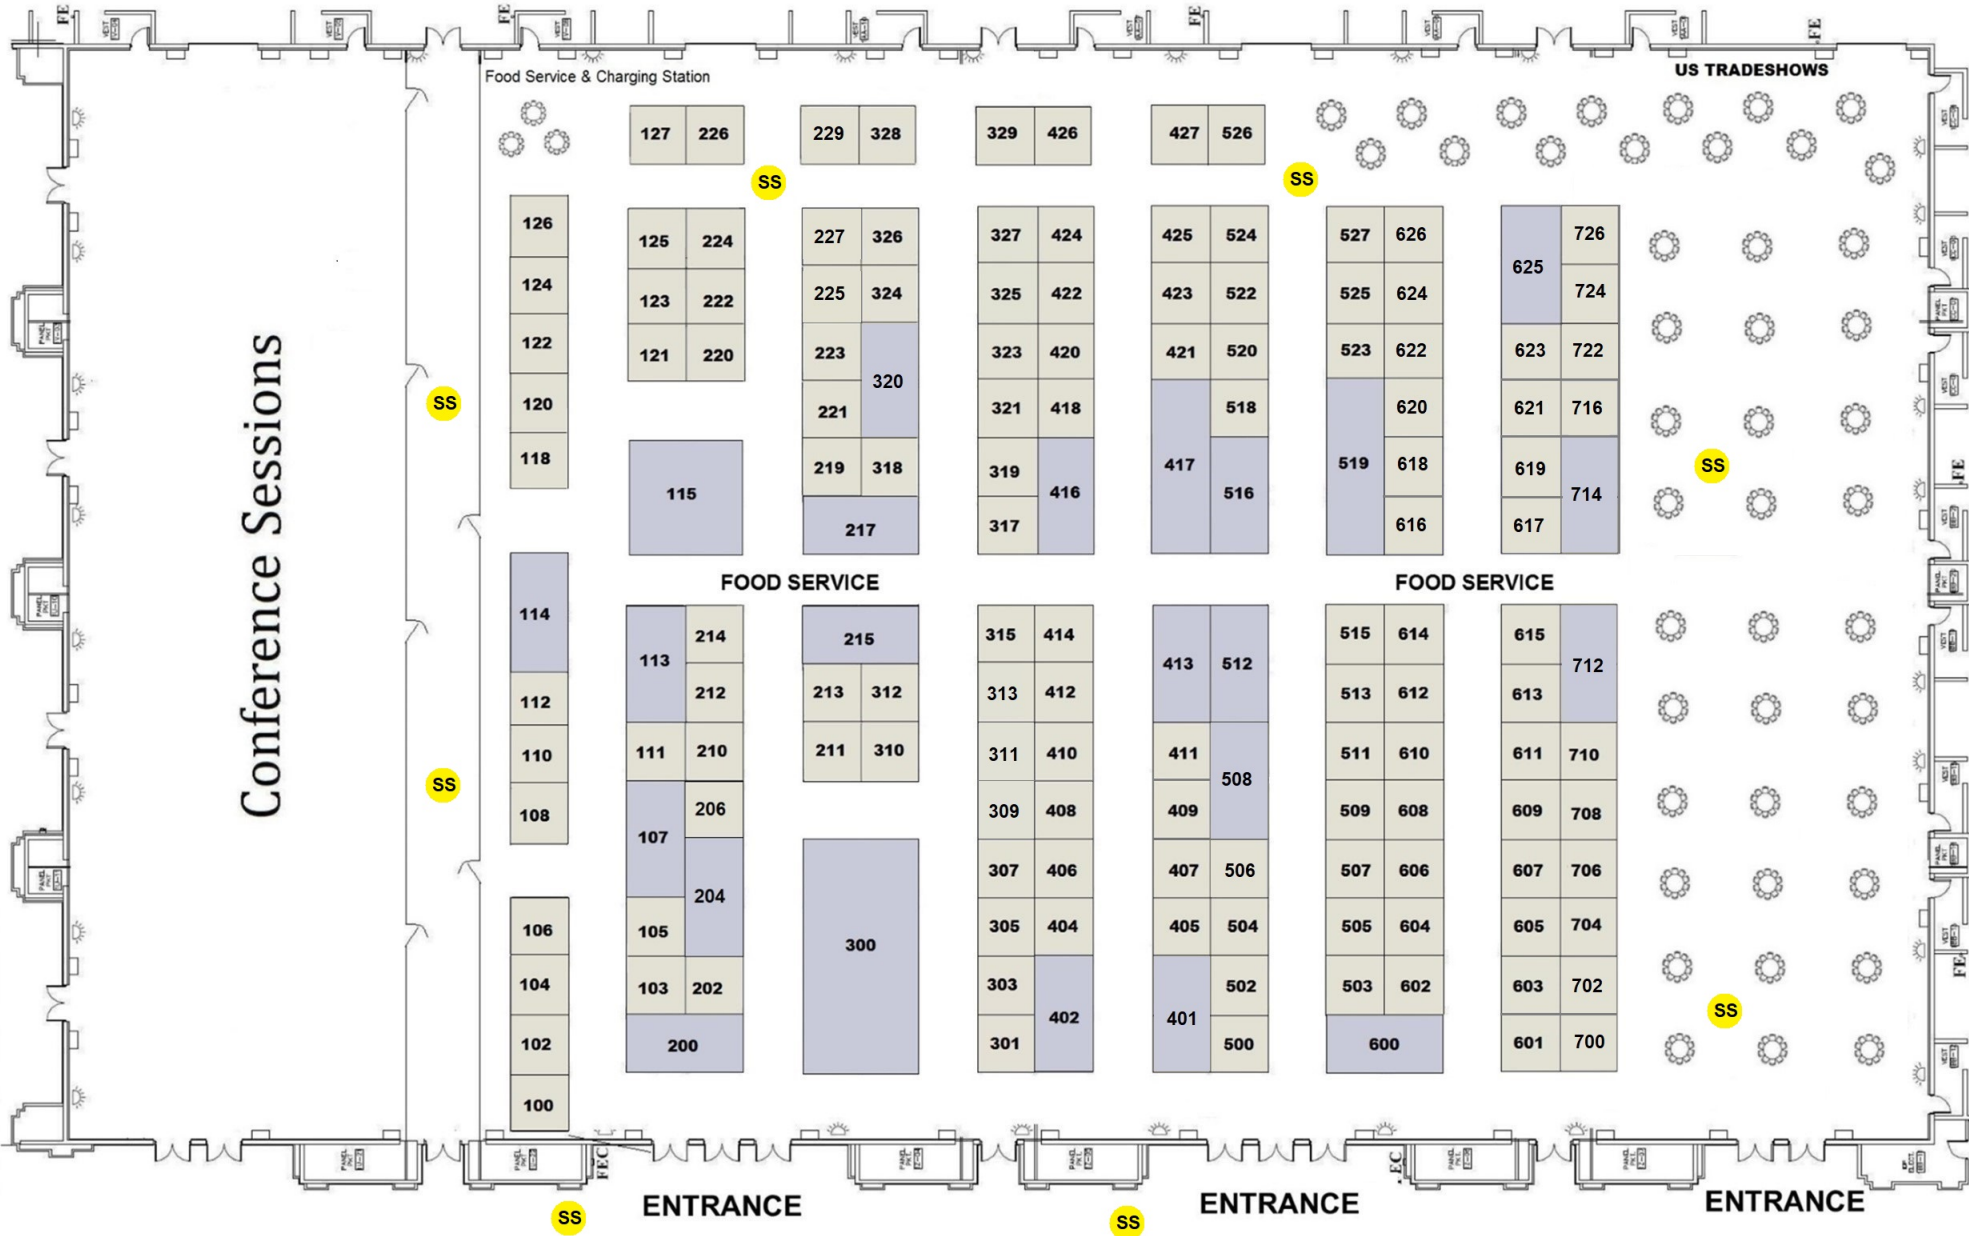 FE FE FE FE
Food Service & Charging Station
US TRADESHOWS
127 226 229 328 329 426 427 526
SS SS
126
125 224 227 326 327 424 425 524 527 626 625 726
124
123 222 225 324 325 422 423 522 525 624 724
122
121 220 223 320 323 420 421 520 523 622 623 722
Conference Sessions
SS
120
221 321 418 518 620 621 716
118
115 219 318 319 416 417 516 519 618 619 714
SS
FE
217 317 616 617
FOOD SERVICE FOOD SERVICE
114
113 214 215 315 414 413 512 515 614 615 712
112
212 213 312 313 412 513 612 613
110
111 210 211 310 311 410 411 508 511 610 611 710
SS
108
107 206 309 408 409 509 608 609 708
204 300 307 406 407 506 507 606 607 706
106
105 305 404 405 504 505 604 605 704
FE
104
103 202 303 402 401 502 503 602 603 702
SS
102
200 301 500 600 601 700
100
FEC EC
ENTRANCE ENTRANCE ENTRANCE
SS SS